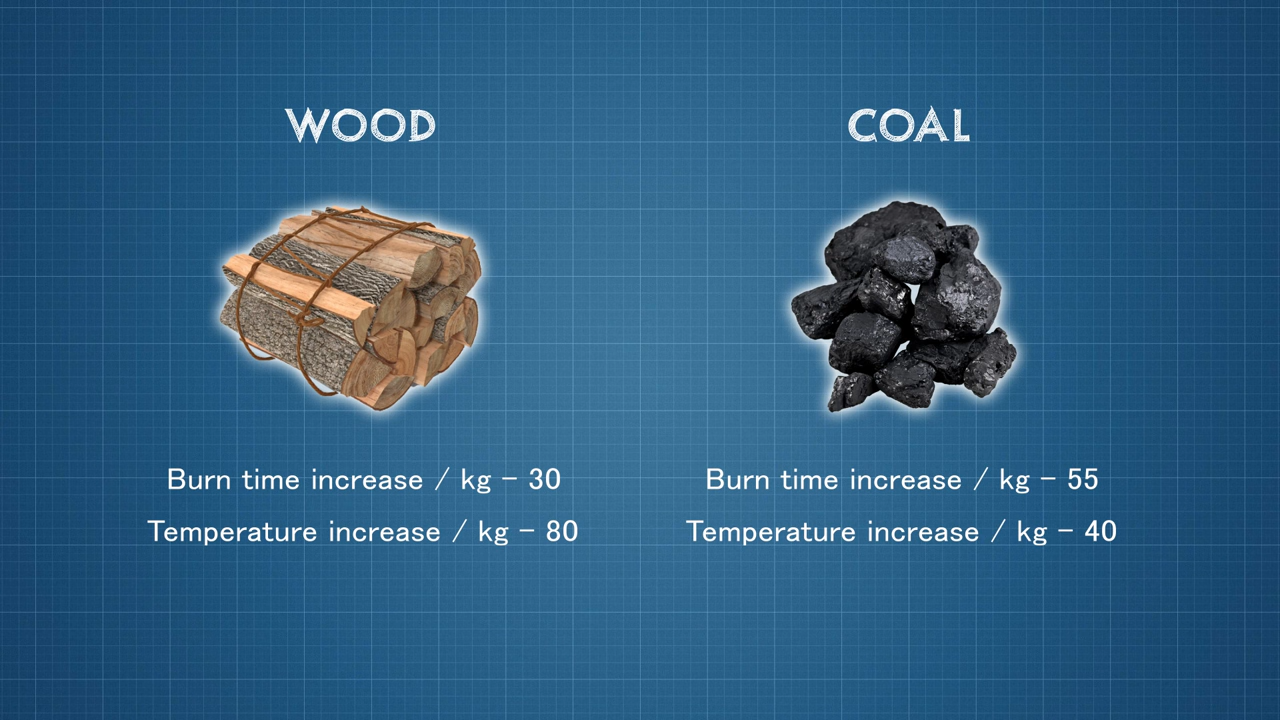 WOOD
COAL
Burn time increase / kg – 30
Temperature increase / kg – 80
Burn time increase / kg – 55
Temperature increase / kg – 40